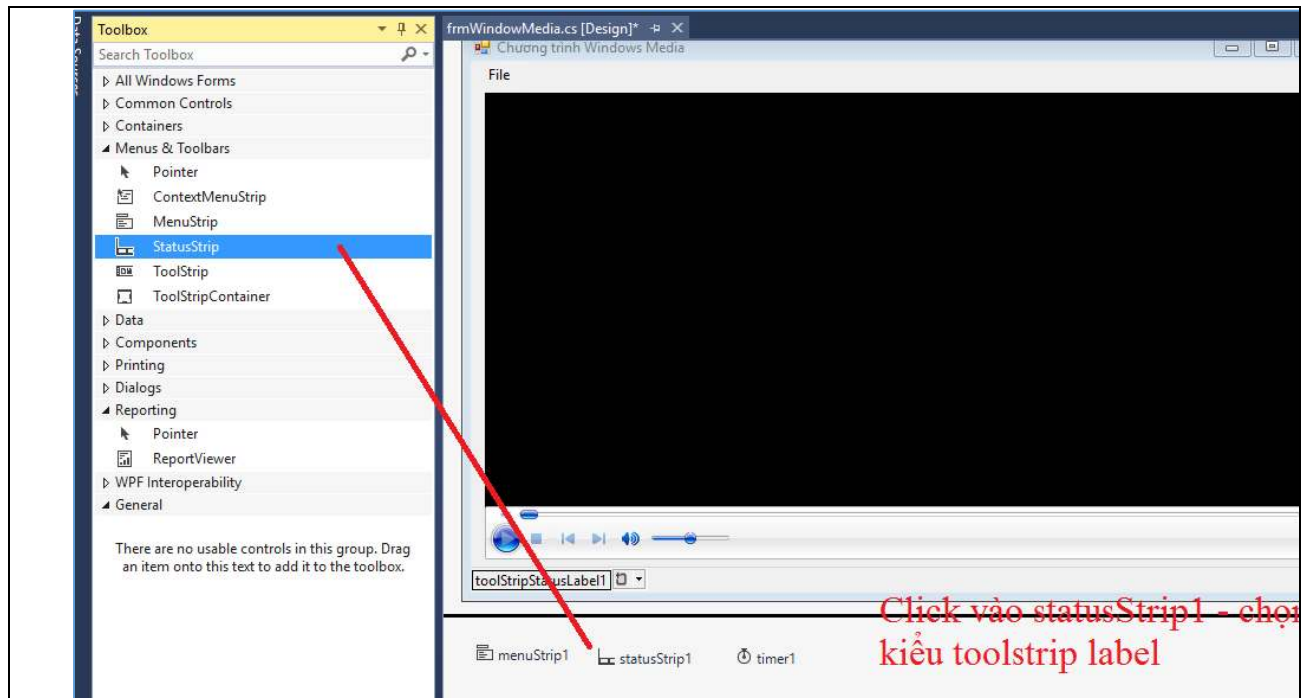 Data Sources
Toolbox
Search Toolbox
All Windows Forms
Common Controls
Containers
Menus & Toolbars
Pointer
ContextMenuStrip
MenuStrip
StatusStrip
ToolStrip
ToolStripContainer
Data
Components
Printing
Dialogs
Reporting
Pointer
ReportViewer
WPF Interoperability
General
There are no usable controls in this group. Drag
an item onto this text to add it to the toolbox.
frmWindowMedia.cs [Design]*
Chương trình Windows Media
File
toolStripStatusLabel1
Click vào statusStrip1 - chọn
kiểu toolstrip label
menuStrip1
statusStrip1
timer1